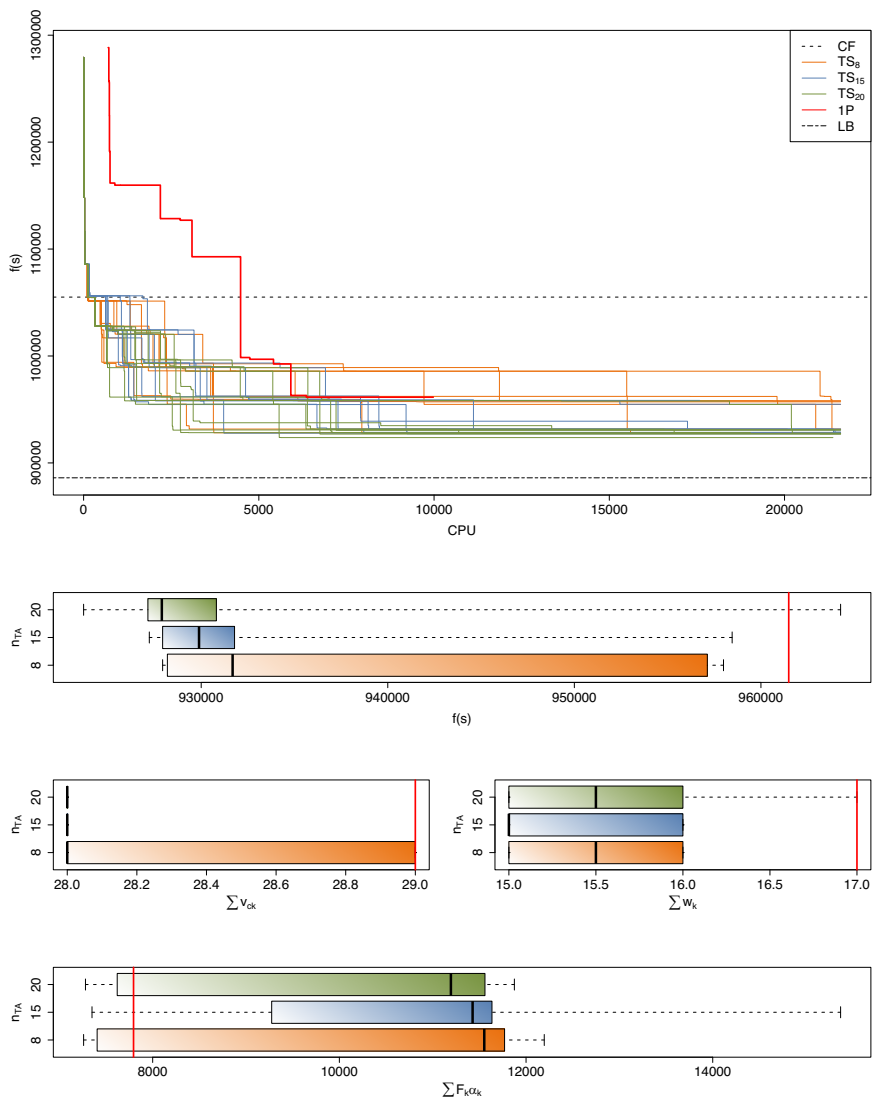 CF
TS8
TS15
TS20
1P
LB
f(s)
900000 1000000 1100000 1200000 1300000
0 5000 10000 15000 20000
CPU
nTA
20
15
8
930000 940000 950000 960000
f(s)
nTA
20
15
8
28.0 28.2 28.4 28.6 28.8 29.0
∑ vck
nTA
20
15
8
15.0 15.5 16.0 16.5 17.0
∑ wk
nTA
20
15
8
8000 10000 12000 14000
∑ Fkαk